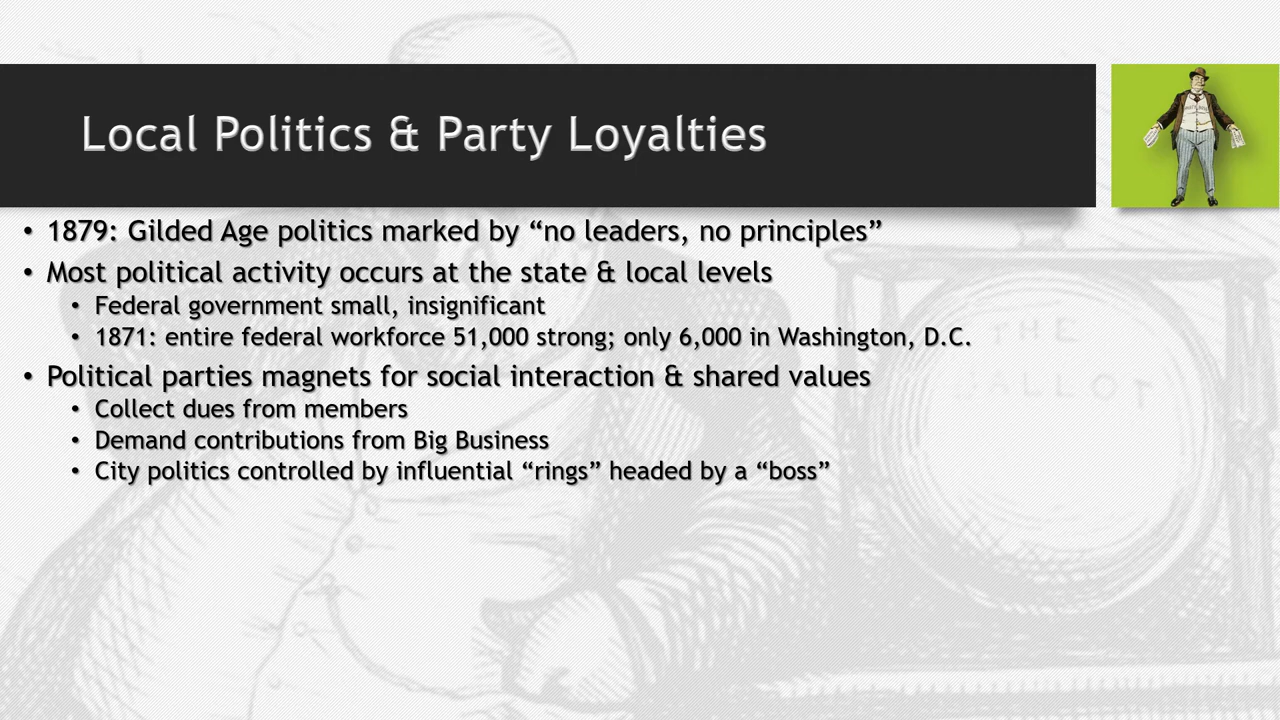 Local Politics & Party Loyalties
• 1879: Gilded Age politics marked by “no leaders, no principles”
• Most political activity occurs at the state & local levels
• Federal government small, insignificant
• 1871: entire federal workforce 51,000 strong; only 6,000 in Washington, D.C.
• Political parties magnets for social interaction & shared values
• Collect dues from members
• Demand contributions from Big Business
• City politics controlled by influential “rings” headed by a “boss”
THE
BALLOT